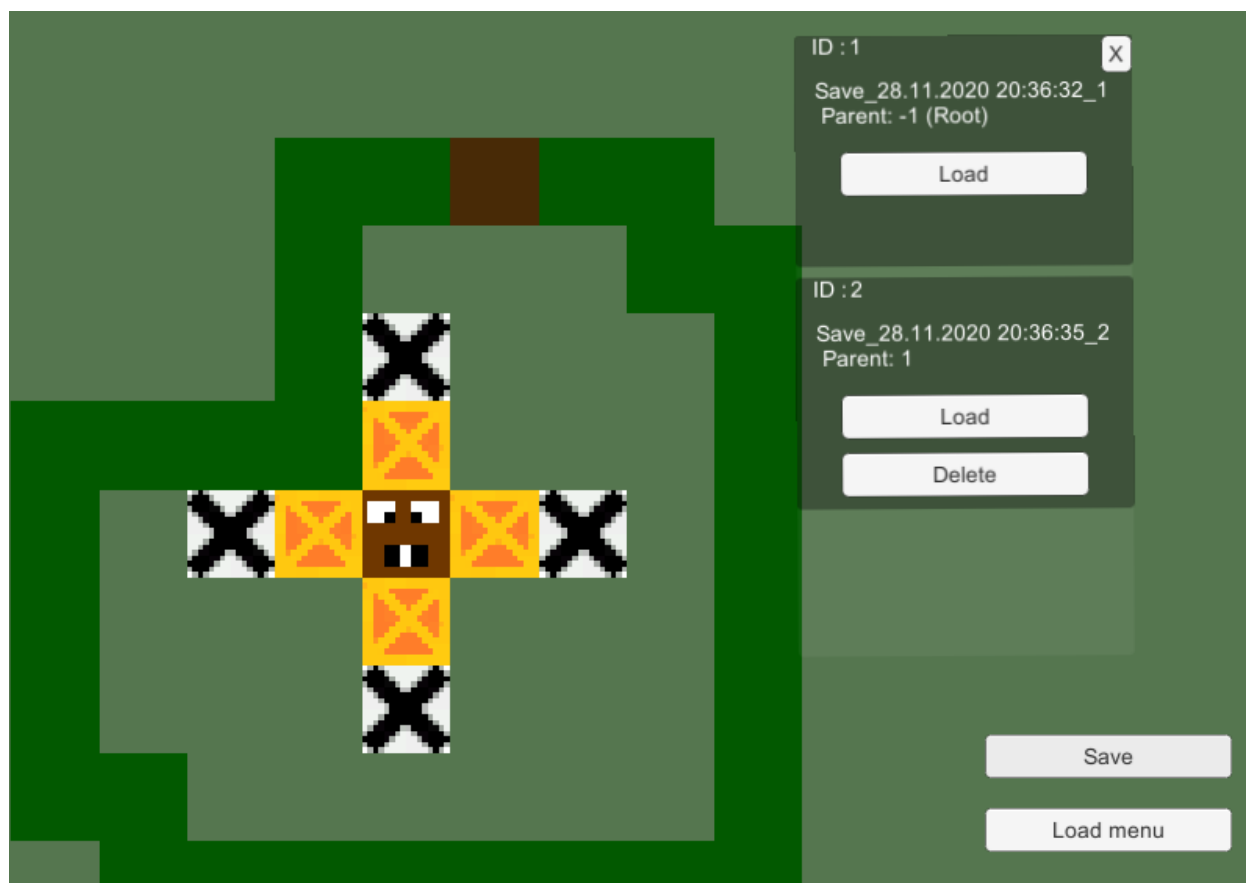 ID : 1
X
Save_28.11.2020 20:36:32_1
Parent: -1 (Root)
Load
ID : 2
Save_28.11.2020 20:36:35_2
Parent: 1
Load
Delete
Save
Load menu